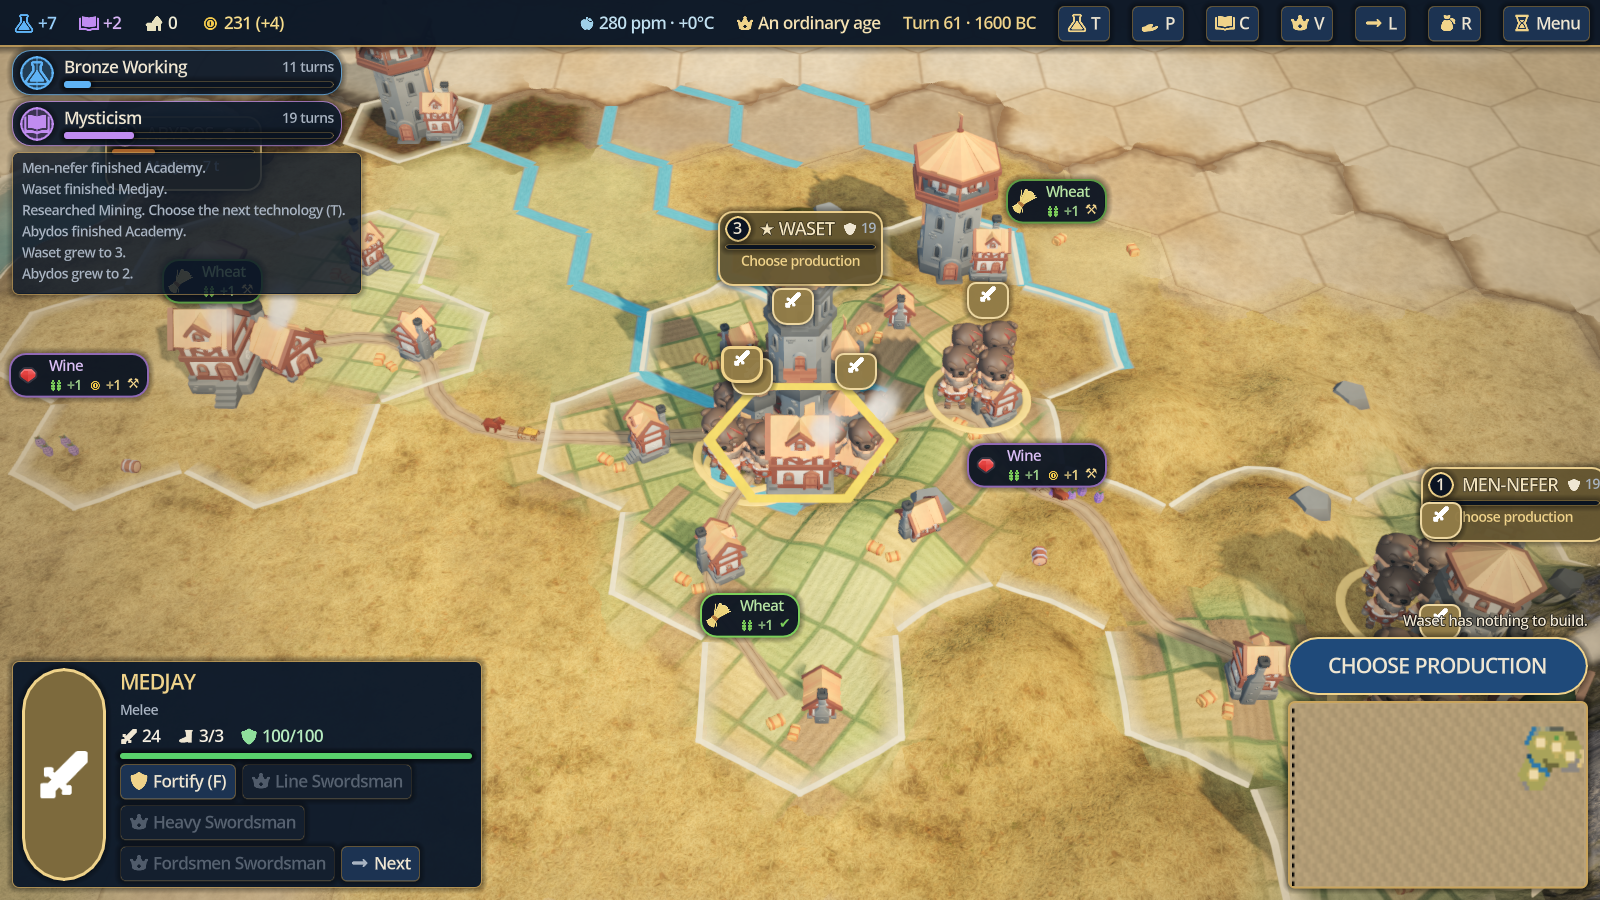 +7
+2
0
231 (+4)
280 ppm · +0°C
An ordinary age
Turn 61 · 1600 BC
T
P
C
V
L
R
Menu
Bronze Working
11 turns
Mysticism
19 turns
Men-nefer finished Academy.
Waset finished Medjay.
Researched Mining. Choose the next technology (T).
Abydos finished Academy.
Waset grew to 3.
Abydos grew to 2.
Wheat
+1
Wine
+1 +1
3 ★ WASET 19
Choose production
Wheat
+1
Wine
+1 +1
1 MEN-NEFER 19
hoose production
Wheat
+1 ✓
Waset has nothing to build.
CHOOSE PRODUCTION
MEDJAY
Melee
24 3/3 100/100
Fortify (F)
Line Swordsman
Heavy Swordsman
Fordsmen Swordsman
Next